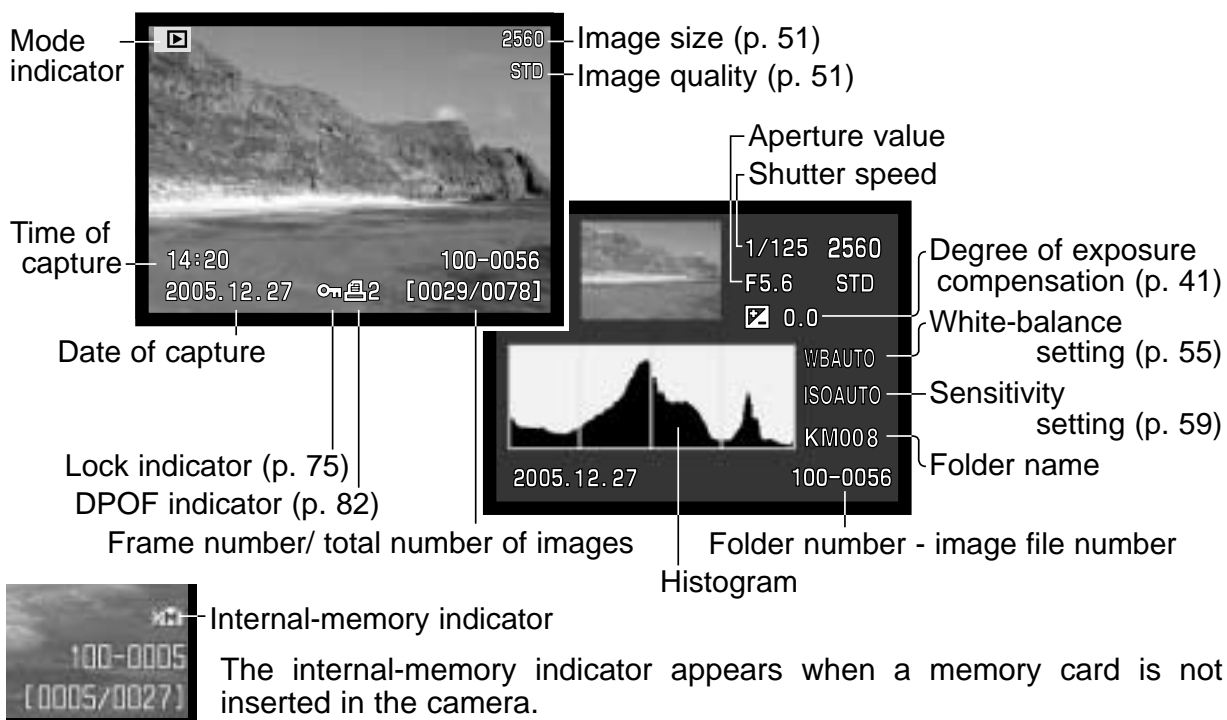 Mode indicator
2560
STD
Image size (p. 51)
Image quality (p. 51)
Time of capture
14:20
100-0056
2005.12.27
2
[0029/0078]
Date of capture
Aperture value
Shutter speed
1/125 2560
F5.6 STD
0.0
WBAUTO
ISOAUTO
KM008
2005.12.27
100-0056
Degree of exposure compensation (p. 41)
White-balance setting (p. 55)
Sensitivity setting (p. 59)
Folder name
Lock indicator (p. 75)
DPOF indicator (p. 82)
Frame number/ total number of images
Folder number - image file number
Histogram
Internal-memory indicator
100-0005
[0005/0027]
The internal-memory indicator appears when a memory card is not
inserted in the camera.